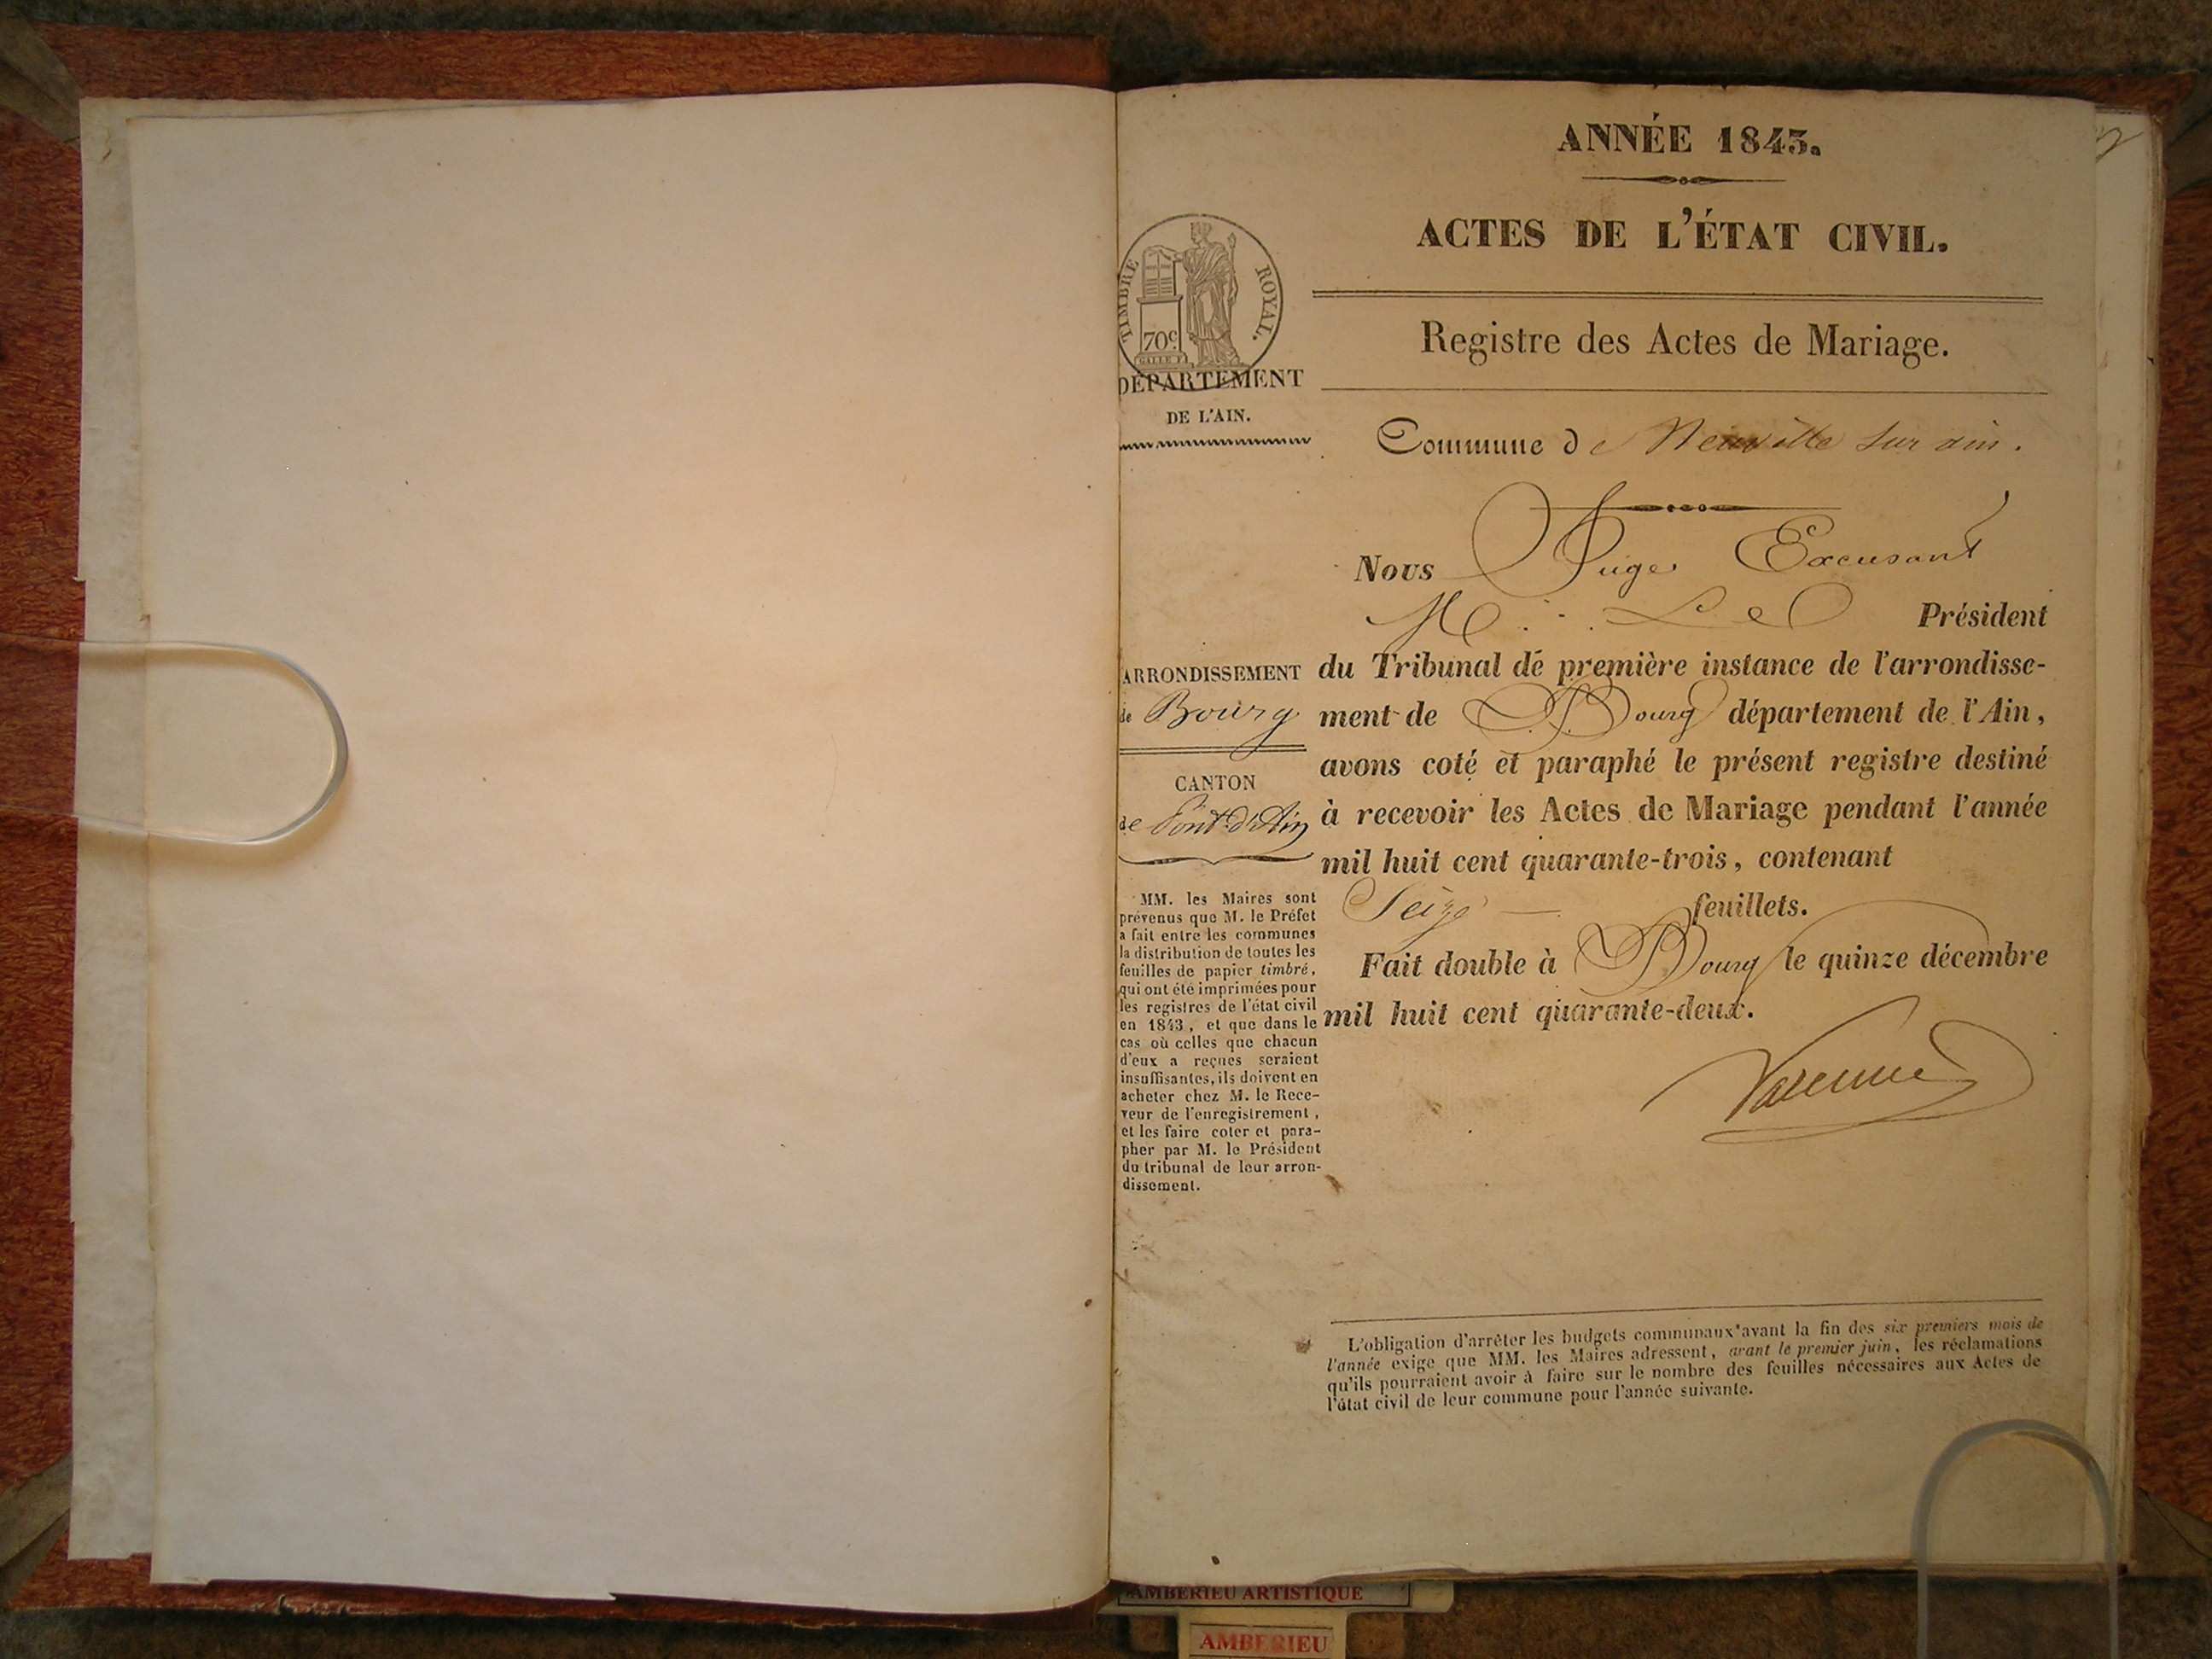 ANNÉE 1843.
ACTES DE L'ÉTAT CIVIL.
TIMBRE ROYAL.
70c
Registre des Actes de Mariage.
DÉPARTEMENT
DE L'AIN.
Commune de Neuville sur ain.
Nous Juge Excusant
M. Le Président
ARRONDISSEMENT
de Bourg
CANTON
de Pont-d'Ain
du Tribunal de première instance de l'arrondisse-
ment de Bourg département de l'Ain,
avons coté et paraphé le présent registre destiné
à recevoir les Actes de Mariage pendant l'année
mil huit cent quarante-trois, contenant
Seize feuillets.
Fait double à Bourg le quinze décembre
mil huit cent quarante-deux.
Varenne
MM. les Maires sont
prévenus que M. le Préfet
a fait entre les communes
la distribution de toutes les
feuilles de papier timbré,
qui ont été imprimées pour
les registres de l'état civil
en 1843, et que dans le
cas où celles que chacun
d'eux a reçues seraient
insuffisantes, ils doivent en
acheter chez M. le Rece-
veur de l'enregistrement,
et les faire coter et para-
pher par M. le Président
du tribunal de leur arron-
dissement.
L'obligation d'arrêter les budgets communaux avant la fin des six premiers mois de
l'année exige que MM. les Maires adressent, avant le premier juin, les réclamations
qu'ils pourraient avoir à faire sur le nombre des feuilles nécessaires aux Actes de
l'état civil de leur commune pour l'année suivante.
AMBERIEU ARTISTIQUE
AMBERIEU